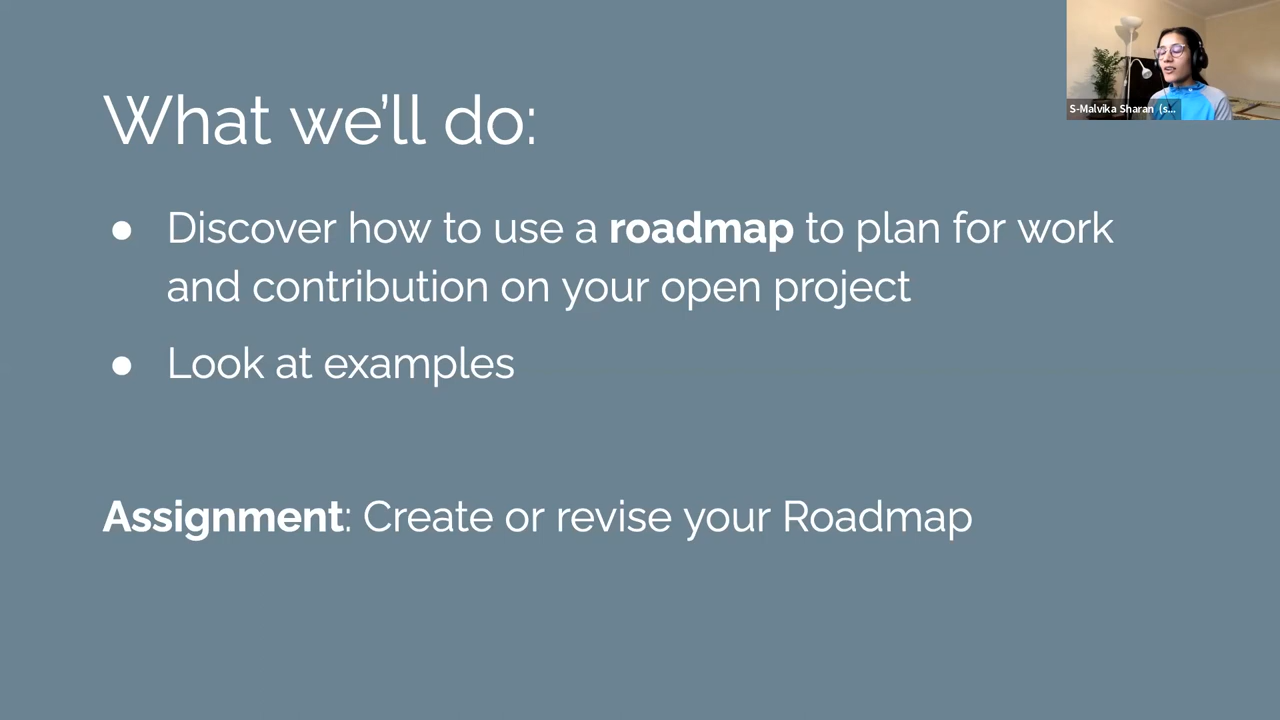 What we'll do:
● Discover how to use a roadmap to plan for work
and contribution on your open project
● Look at examples
Assignment: Create or revise your Roadmap
S-Malvika Sharan (s...